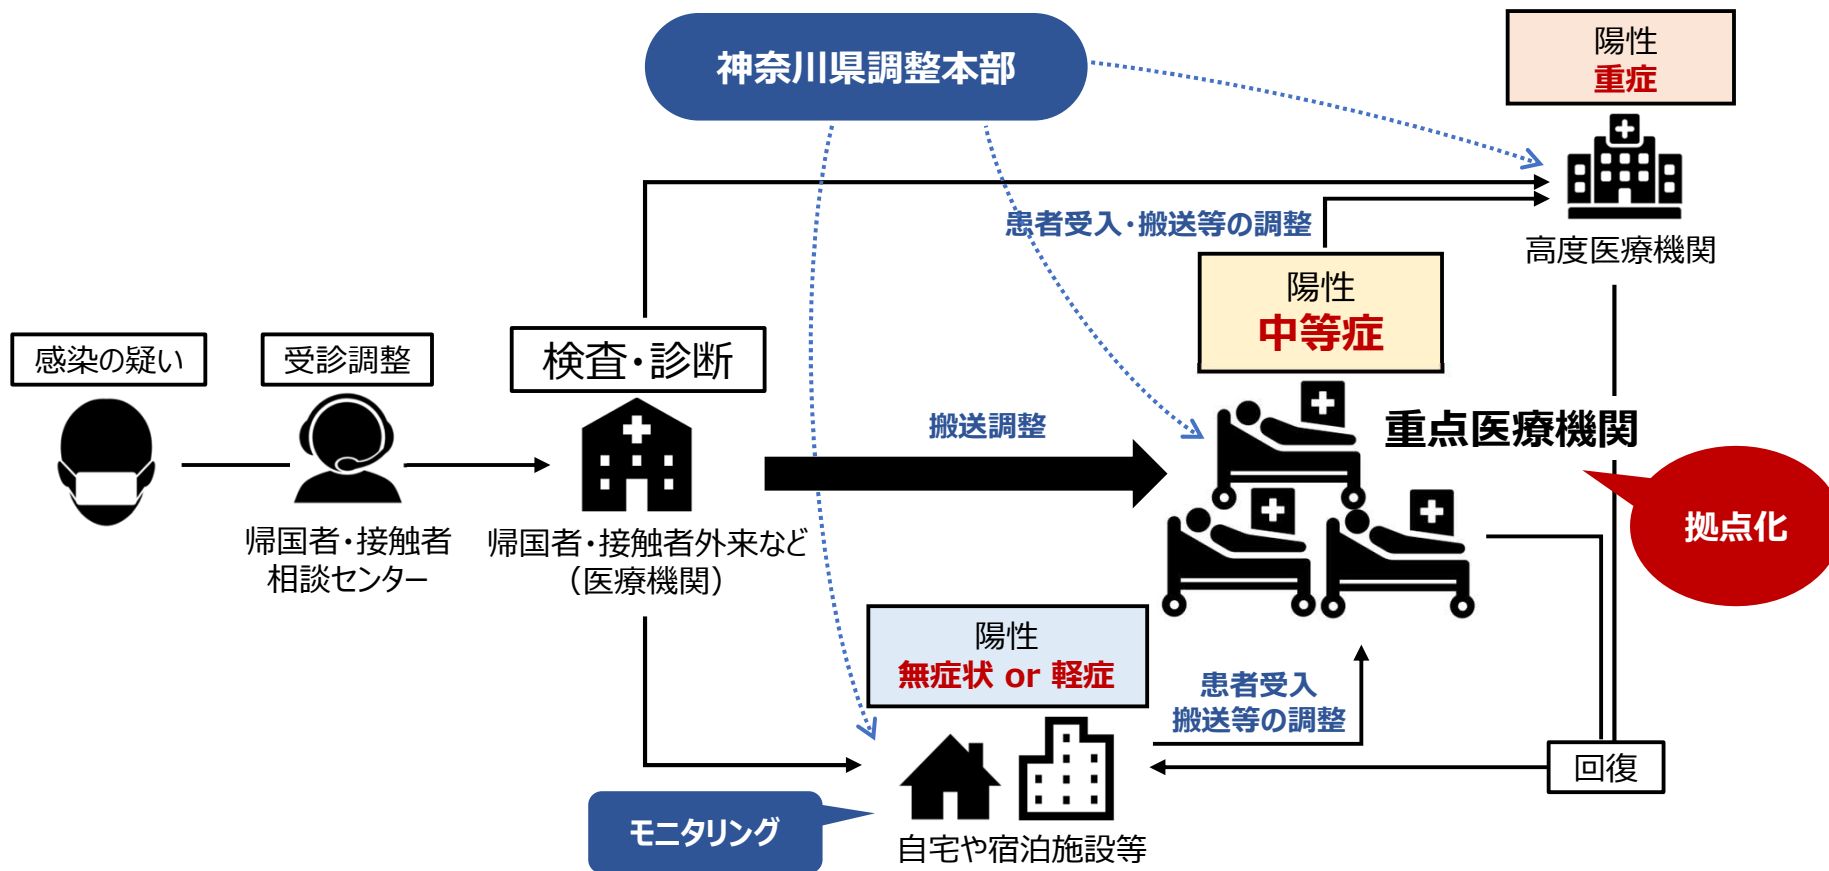 神奈川県調整本部
陽性
重症
高度医療機関
患者受入・搬送等の調整
陽性
中等症
感染の疑い
受診調整
検査・診断
搬送調整
重点医療機関
拠点化
帰国者・接触者
相談センター
帰国者・接触者外来など
（医療機関）
陽性
無症状 or 軽症
患者受入
搬送等の調整
回復
モニタリング
自宅や宿泊施設等